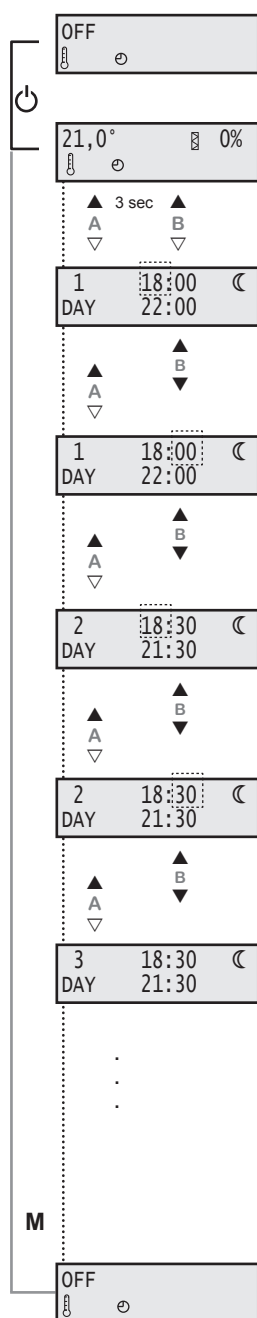 OFF
21,0° 0%
3 sec
A B
1 18:00
DAY 22:00
B
A
1 18:00
DAY 22:00
B
A
2 18:30
DAY 21:30
B
A
2 18:30
DAY 21:30
B
A
3 18:30
DAY 21:30
.
.
.
M
OFF